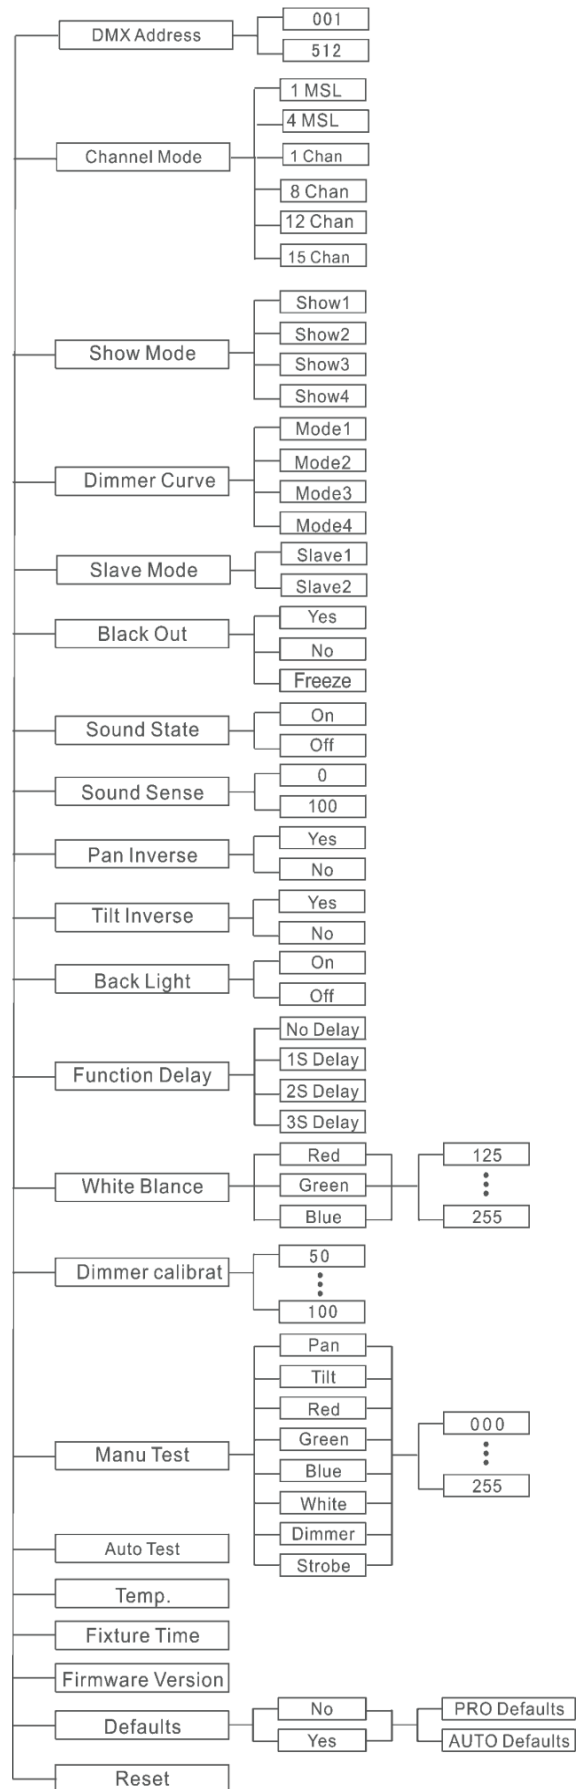 DMX Address
001
512
Channel Mode
1 MSL
4 MSL
1 Chan
8 Chan
12 Chan
15 Chan
Show Mode
Show1
Show2
Show3
Show4
Dimmer Curve
Mode1
Mode2
Mode3
Mode4
Slave Mode
Slave1
Slave2
Black Out
Yes
No
Freeze
Sound State
On
Off
Sound Sense
0
100
Pan Inverse
Yes
No
Tilt Inverse
Yes
No
Back Light
On
Off
Function Delay
No Delay
1S Delay
2S Delay
3S Delay
White Blance
Red
Green
Blue
125
255
Dimmer calibrat
50
100
Manu Test
Pan
Tilt
Red
Green
Blue
White
Dimmer
Strobe
000
255
Auto Test
Temp.
Fixture Time
Firmware Version
Defaults
No
Yes
PRO Defaults
AUTO Defaults
Reset